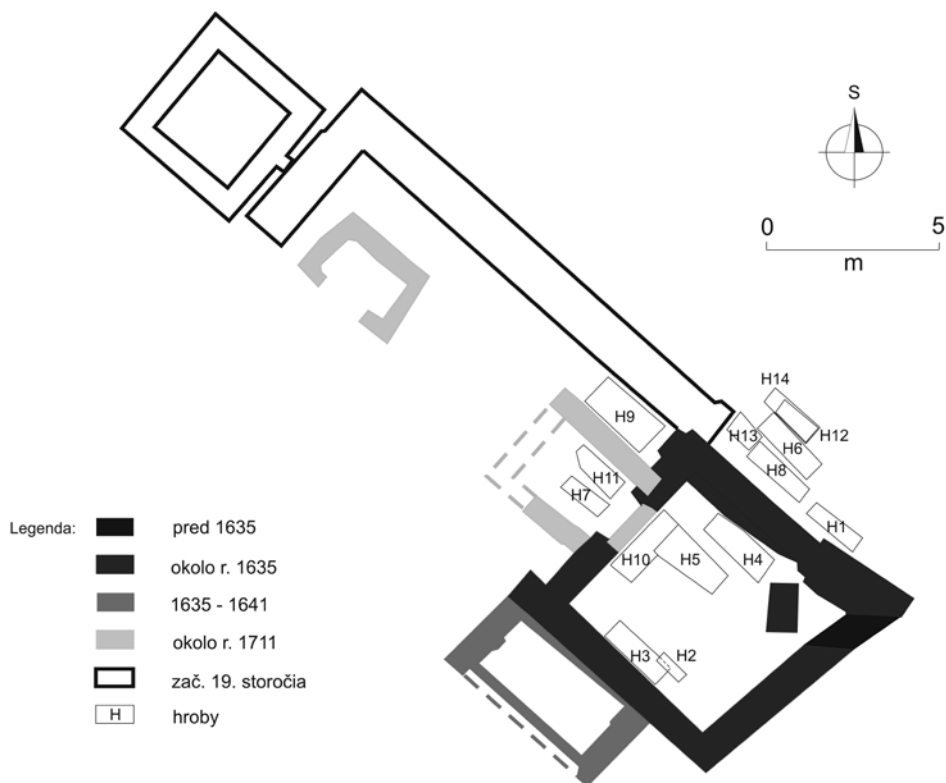 S
0 5
m
H14
H9
H13
H12
H6
H8
H11
H7
H1
H10
H5
H4
H3
H2
Legenda:
pred 1635
okolo r. 1635
1635 - 1641
okolo r. 1711
zač. 19. storočia
H hroby